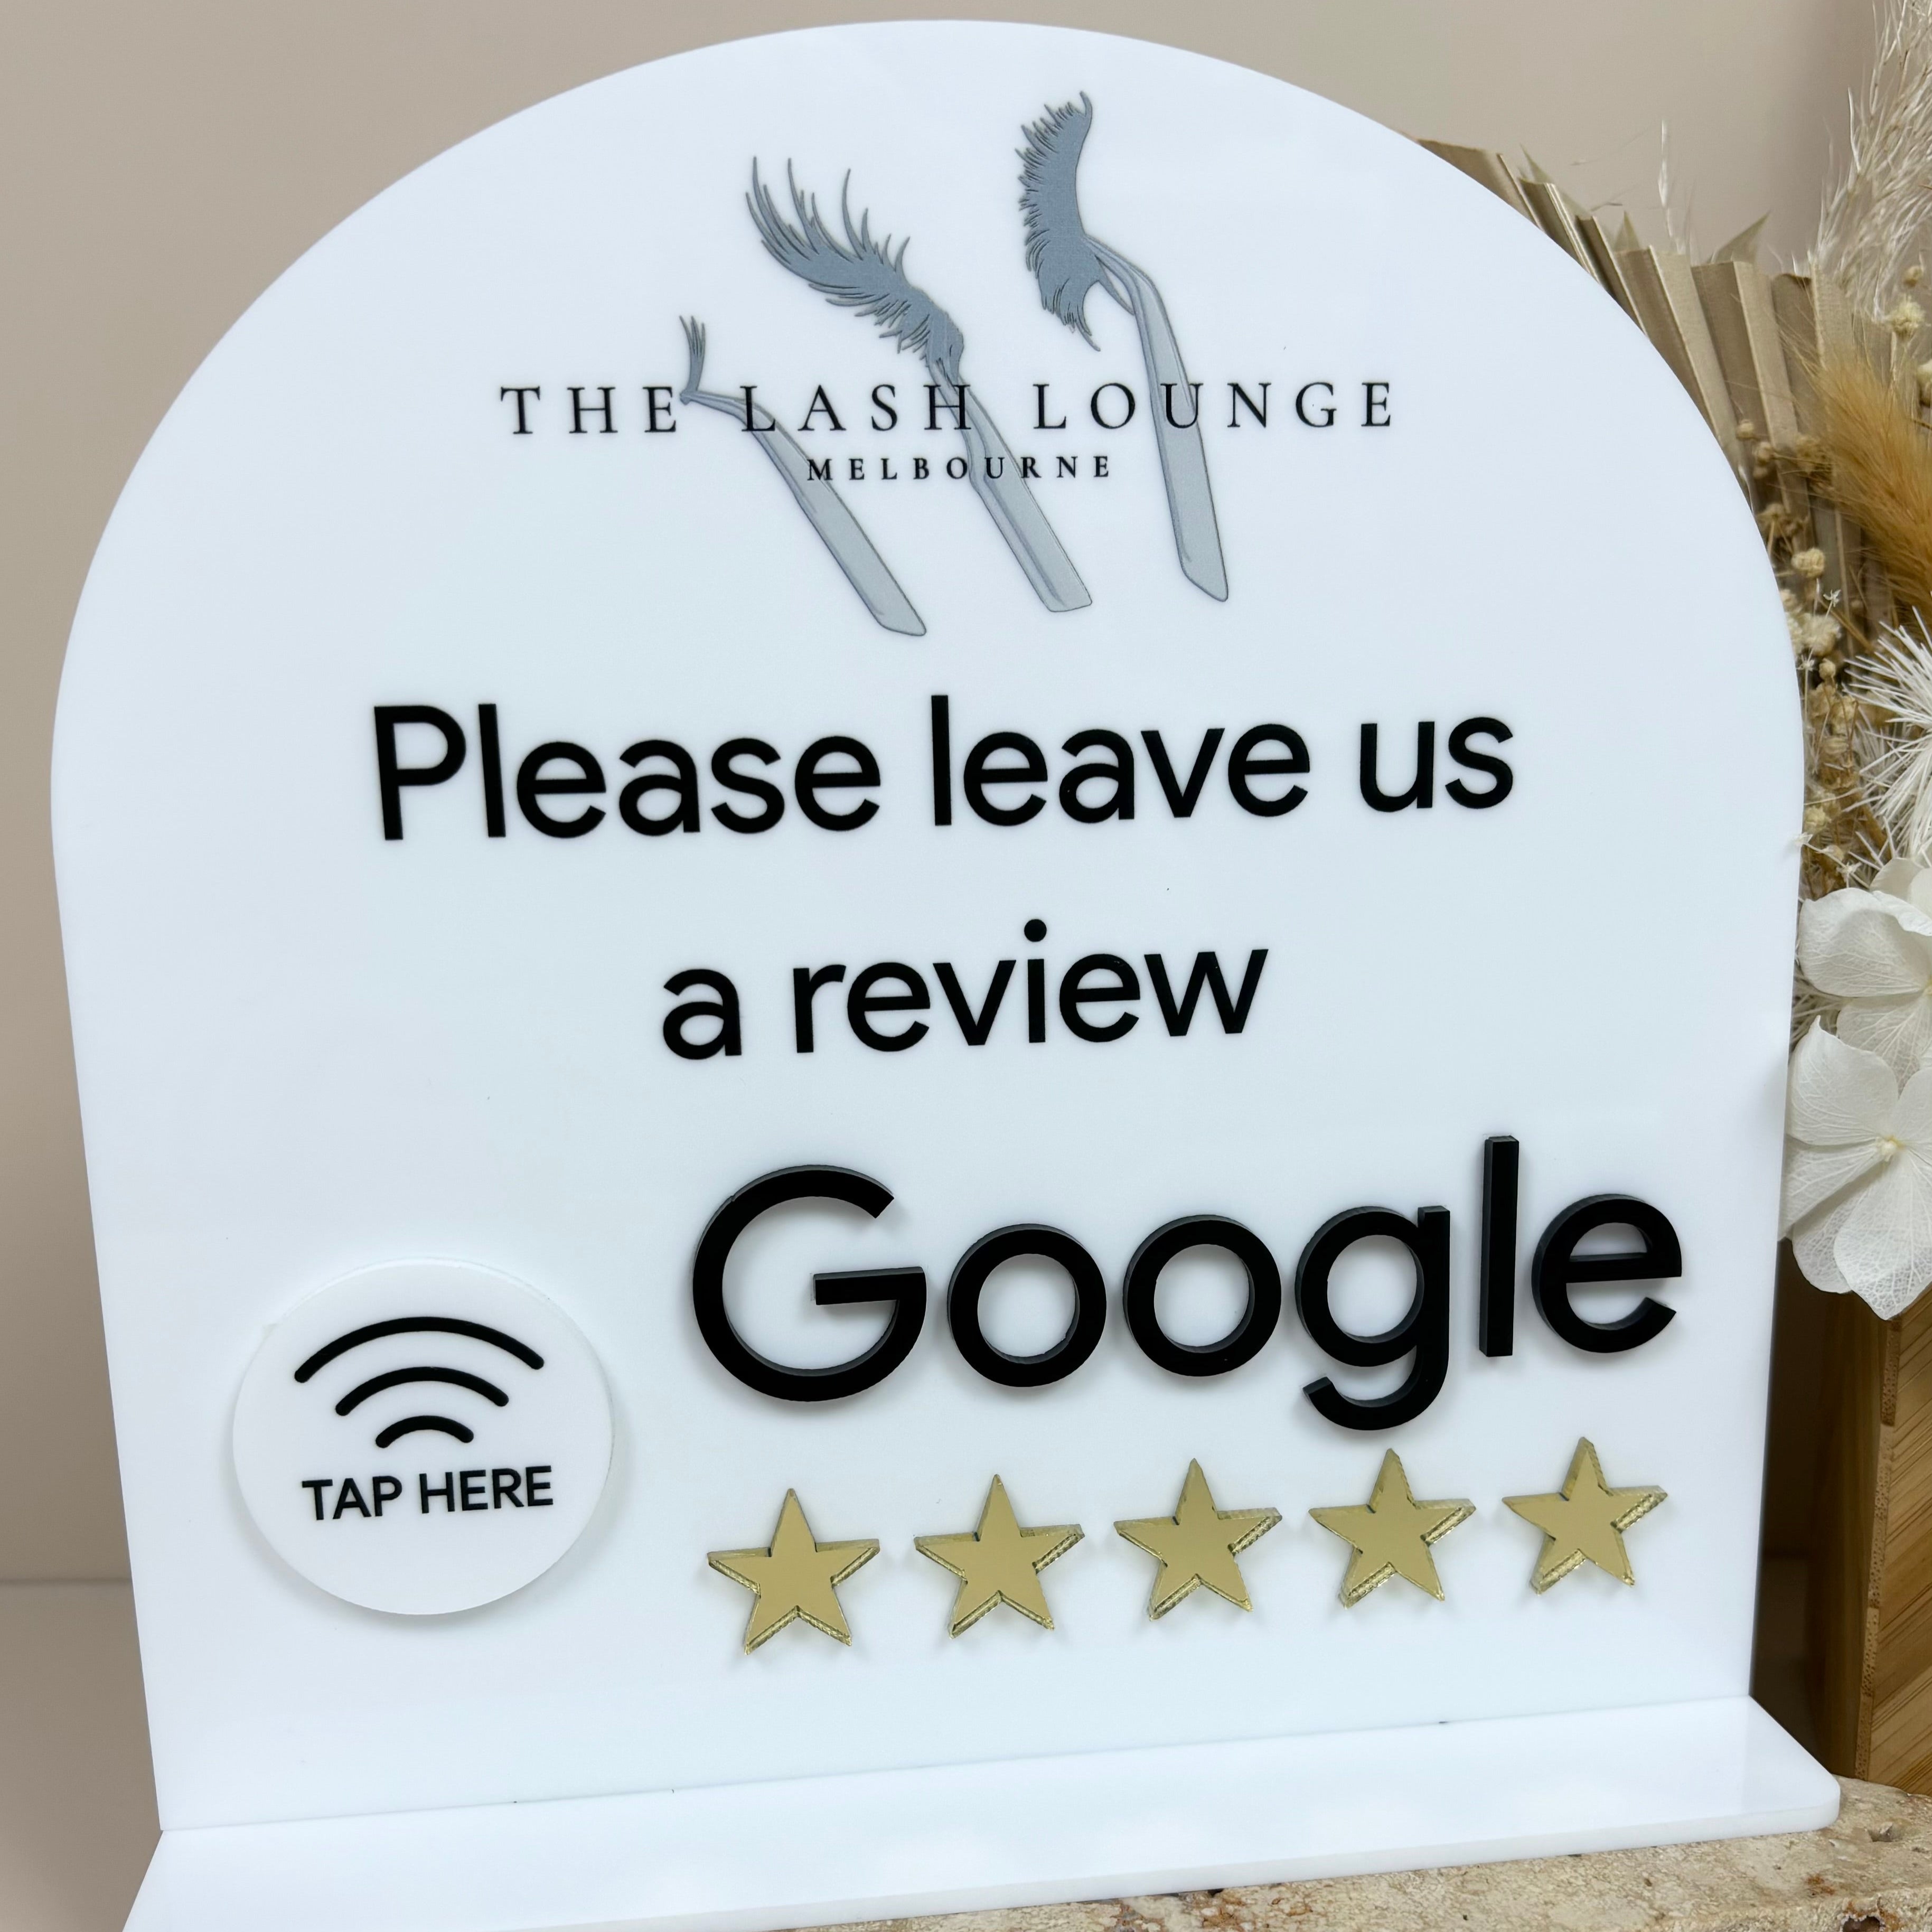 THE LASH LOUNGE
MELBOURNE
Please leave us
a review
Google
TAP HERE